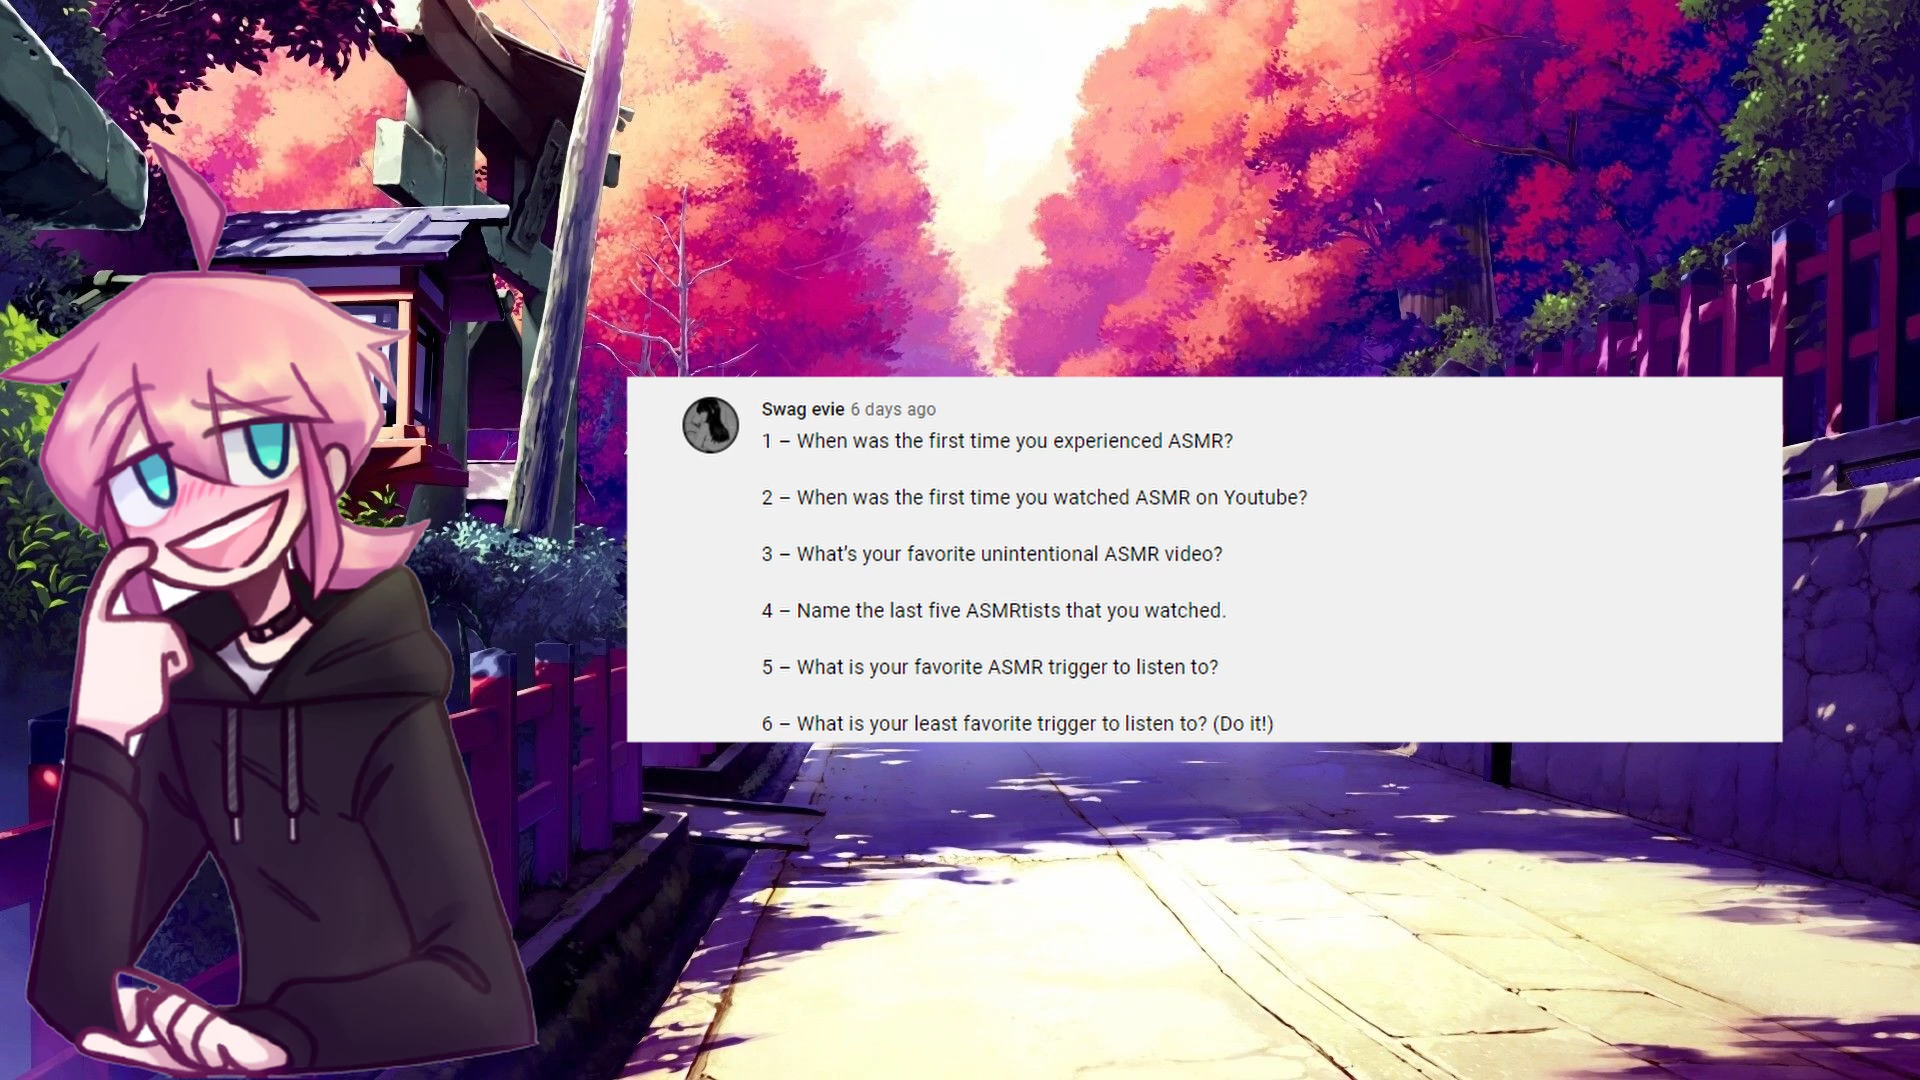 Swag evie 6 days ago
1 – When was the first time you experienced ASMR?
2 – When was the first time you watched ASMR on Youtube?
3 – What’s your favorite unintentional ASMR video?
4 – Name the last five ASMRtists that you watched.
5 – What is your favorite ASMR trigger to listen to?
6 – What is your least favorite trigger to listen to? (Do it!)